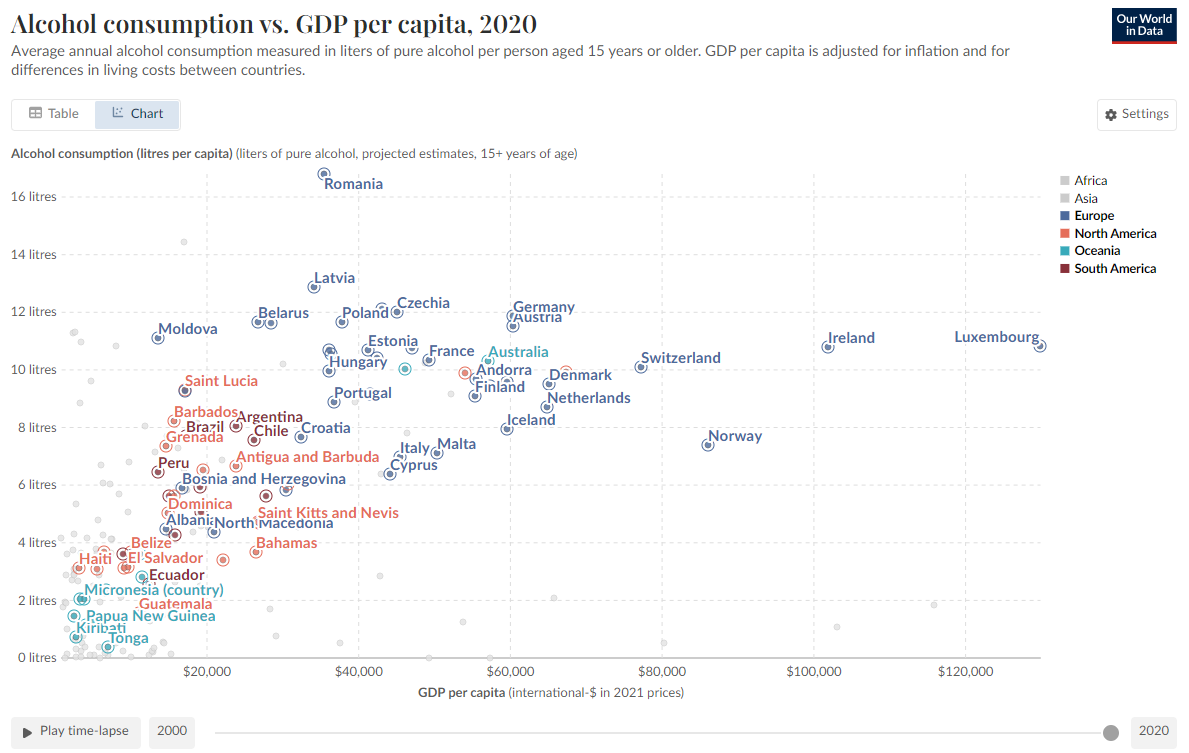 Alcohol consumption vs. GDP per capita, 2020
Our World
in Data
Average annual alcohol consumption measured in liters of pure alcohol per person aged 15 years or older. GDP per capita is adjusted for inflation and for
differences in living costs between countries.
Table
Chart
Settings
Alcohol consumption (litres per capita) (liters of pure alcohol, projected estimates, 15+ years of age)
16 litres
14 litres
12 litres
10 litres
8 litres
6 litres
4 litres
2 litres
0 litres
Romania
Latvia
Czechia
Belarus
Poland
Germany
Austria
Moldova
Ireland
Luxembourg
Estonia
France
Australia
Hungary
Switzerland
Andorra
Denmark
Saint Lucia
Finland
Portugal
Netherlands
Barbados
Argentina
Brazil
Chile
Croatia
Iceland
Grenada
Norway
Italy
Malta
Antigua and Barbuda
Peru
Cyprus
Bosnia and Herzegovina
Dominica
Saint Kitts and Nevis
Albania
North Macedonia
Belize
Bahamas
Haiti
El Salvador
Ecuador
Micronesia (country)
Guatemala
Papua New Guinea
Kiribati
Tonga
Africa
Asia
Europe
North America
Oceania
South America
$20,000
$40,000
$60,000
$80,000
$100,000
$120,000
GDP per capita (international-$ in 2021 prices)
Play time-lapse
2000
2020